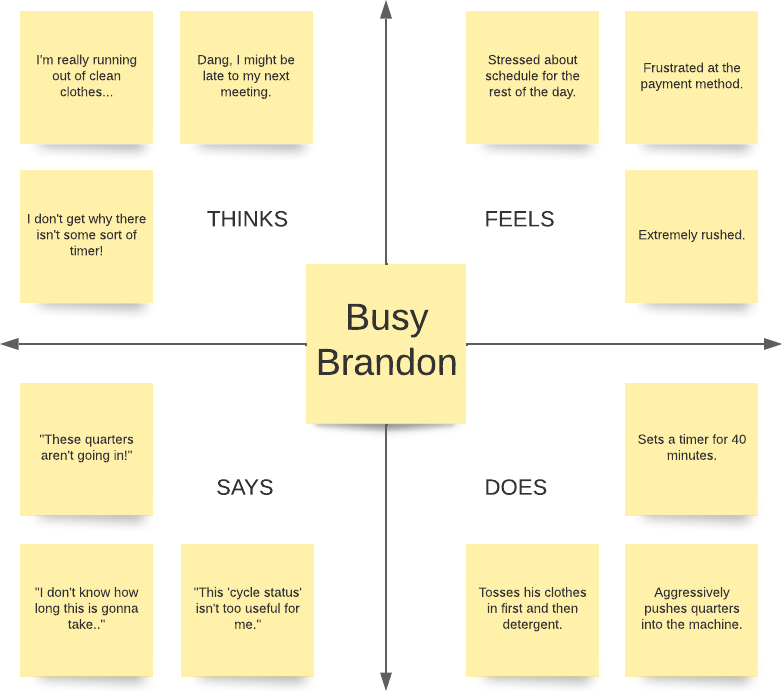 I'm really running
out of clean
clothes...
Dang, I might be
late to my next
meeting.
I don't get why there
isn't some sort of
timer!
THINKS
Stressed about
schedule for the
rest of the day.
Frustrated at the
payment method.
FEELS
Extremely rushed.
Busy
Brandon
"These quarters
aren't going in!"
SAYS
"I don't know how
long this is gonna
take.."
"This 'cycle status'
isn't too useful for
me."
Sets a timer for 40
minutes.
DOES
Tosses his clothes
in first and then
detergent.
Aggressively
pushes quarters
into the machine.